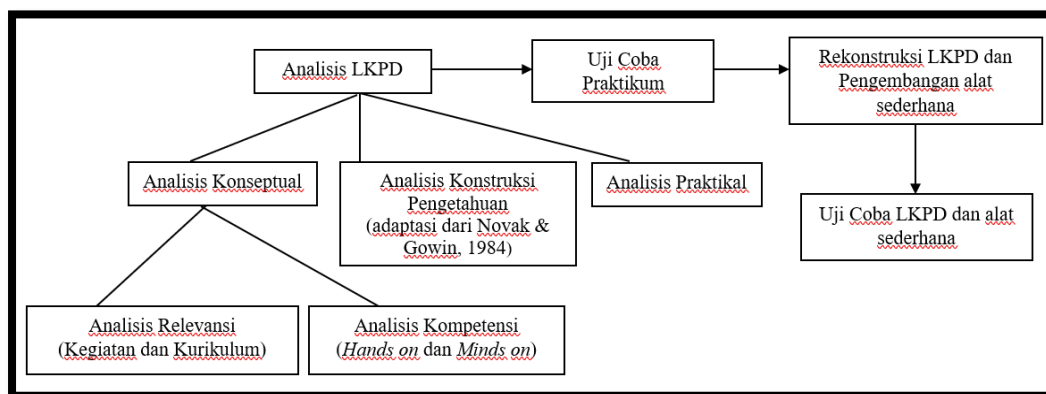 Analisis LKPD
Uji Coba
Praktikum
Rekonstruksi LKPD dan
Pengembangan alat
sederhana
Analisis Konseptual
Analisis Konstruksi
Pengetahuan
(adaptasi dari Novak &
Gowin, 1984)
Analisis Praktikal
Uji Coba LKPD dan alat
sederhana
Analisis Relevansi
(Kegiatan dan Kurikulum)
Analisis Kompetensi
(Hands on dan Minds on)